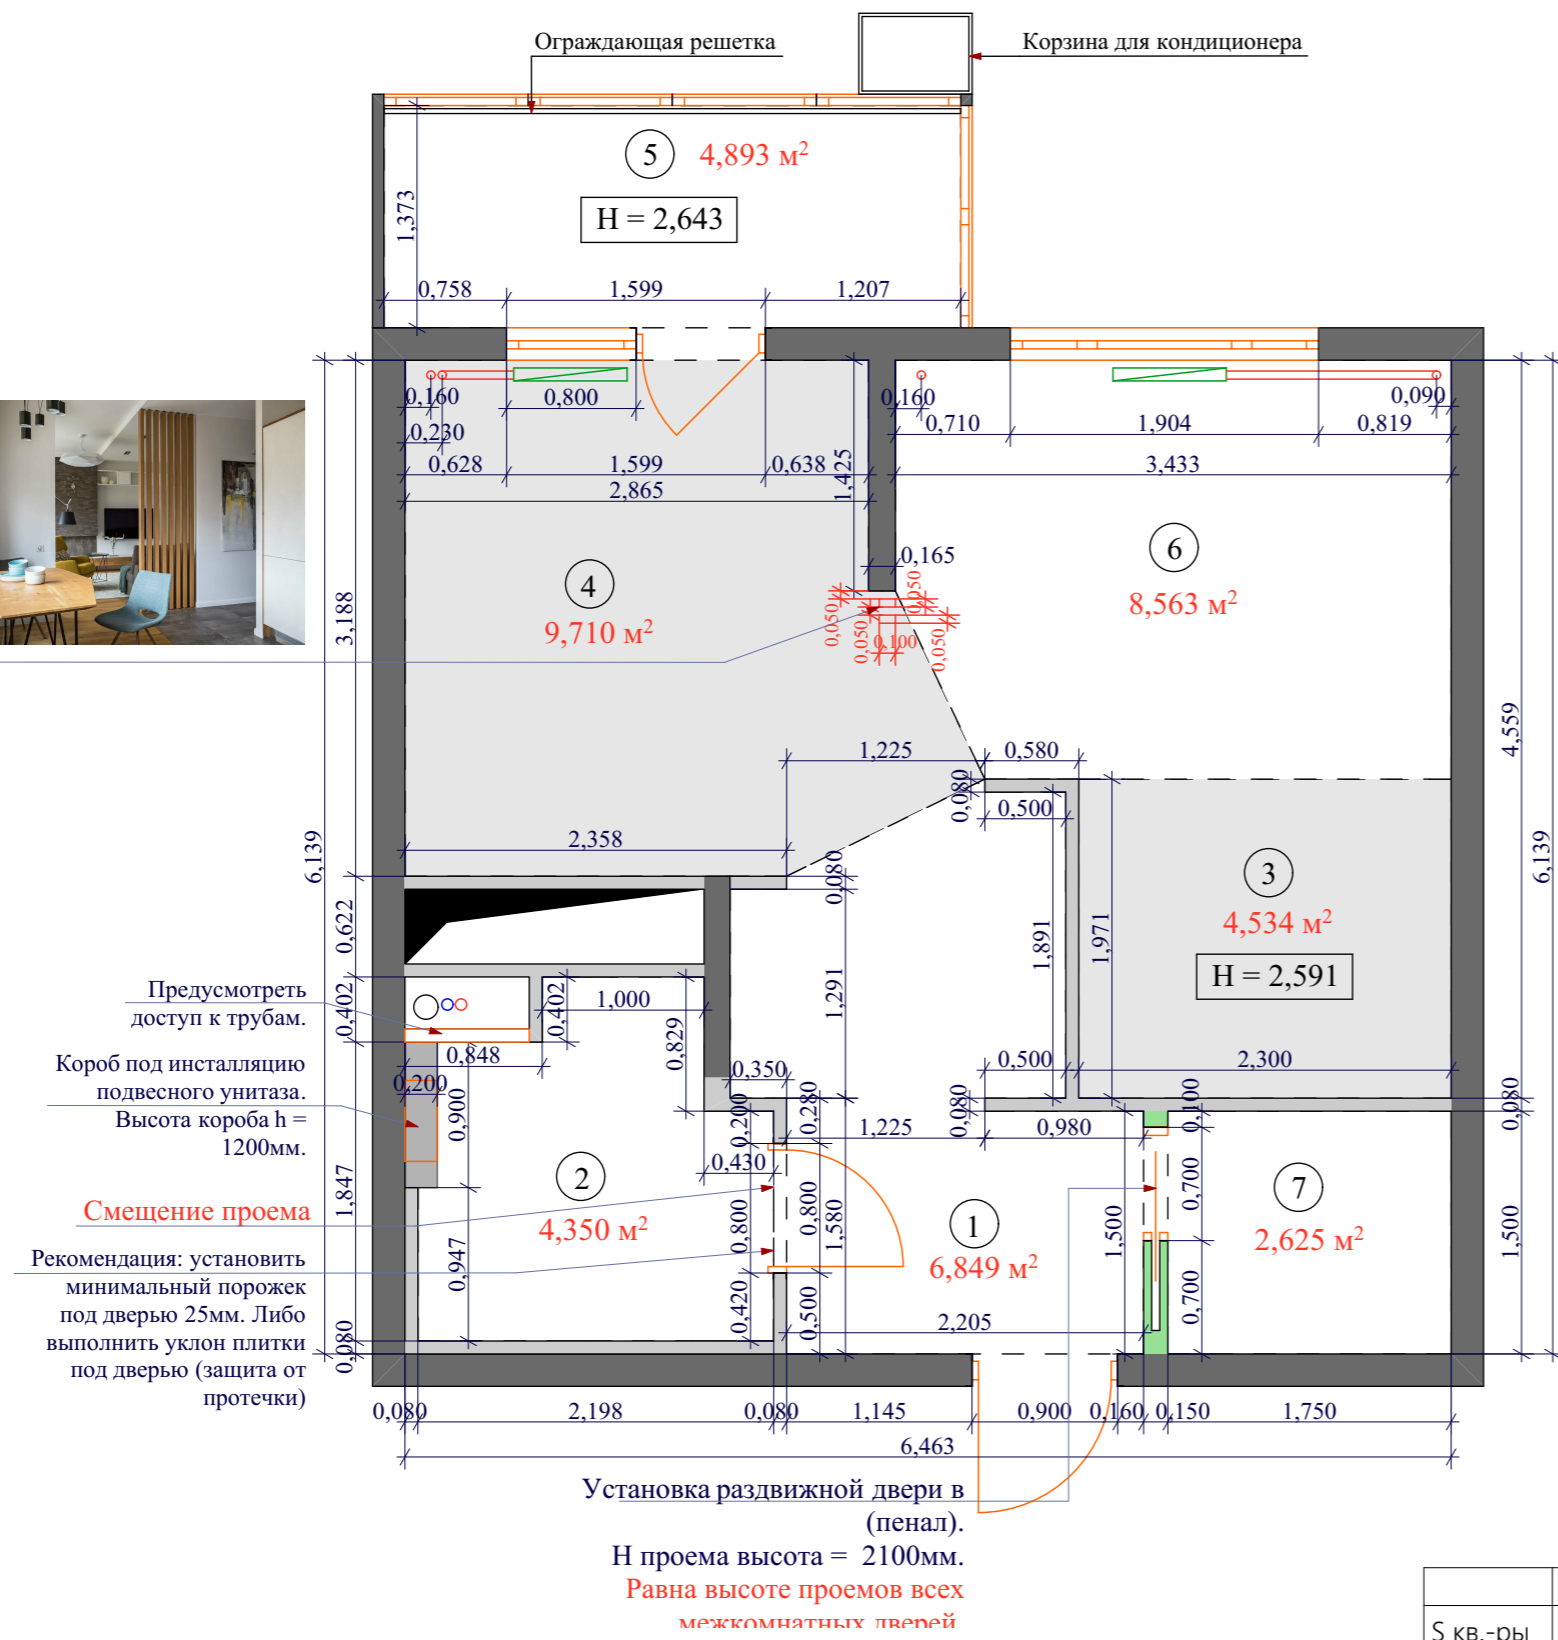 Ограждающая решетка
Корзина для кондиционера
5 4,893 м²
H = 2,643
1,373
0,758 1,599 1,207
0,160 0,800 0,160 0,090
0,230 0,710 1,904 0,819
0,628 1,599 0,638 1,425 3,433
2,865
0,165
6
8,563 м²
4
9,710 м²
0,050 0,050 0,050 0,100 0,050
3,188
4,559
1,225 0,580
0,080 0,500
2,358
6,139
6,139
0,080
3
4,534 м²
H = 2,591
0,622
1,891 1,971
1,291
Предусмотреть
доступ к трубам.
0,402 0,402 1,000
0,829
0,848
Короб под инсталляцию
подвесного унитаза.
Высота короба h =
1200мм.
0,200 0,900
0,350 0,500 2,300
0,200 0,280 0,080 0,100 0,080
1,225 0,980
0,430
2
4,350 м²
1,847
0,800 0,800 1,580
1
6,849 м²
1,500 0,700
7
2,625 м²
1,500
Смещение проема
Рекомендация: установить
минимальный порожек
под дверью 25мм. Либо
выполнить уклон плитки
под дверью (защита от
протечки)
0,947 0,420 0,500 0,700
2,205
0,080
0,080 2,198 0,080 1,145 0,900 0,160 0,150 1,750
6,463
Установка раздвижной двери в
(пенал).
Н проема высота = 2100мм.
Равна высоте проемов всех
межкомнатных дверей.
S кв.-ры